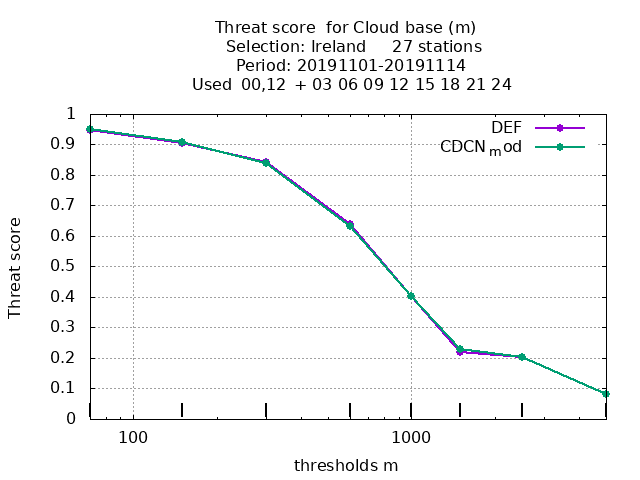 Threat score  for Cloud base (m)
Selection: Ireland     27 stations
Period: 20191101-20191114
Used  00,12  + 03 06 09 12 15 18 21 24
DEF
CDCNmod
1
0.9
0.8
0.7
0.6
0.5
0.4
0.3
0.2
0.1
0
Threat score
100 1000
thresholds m